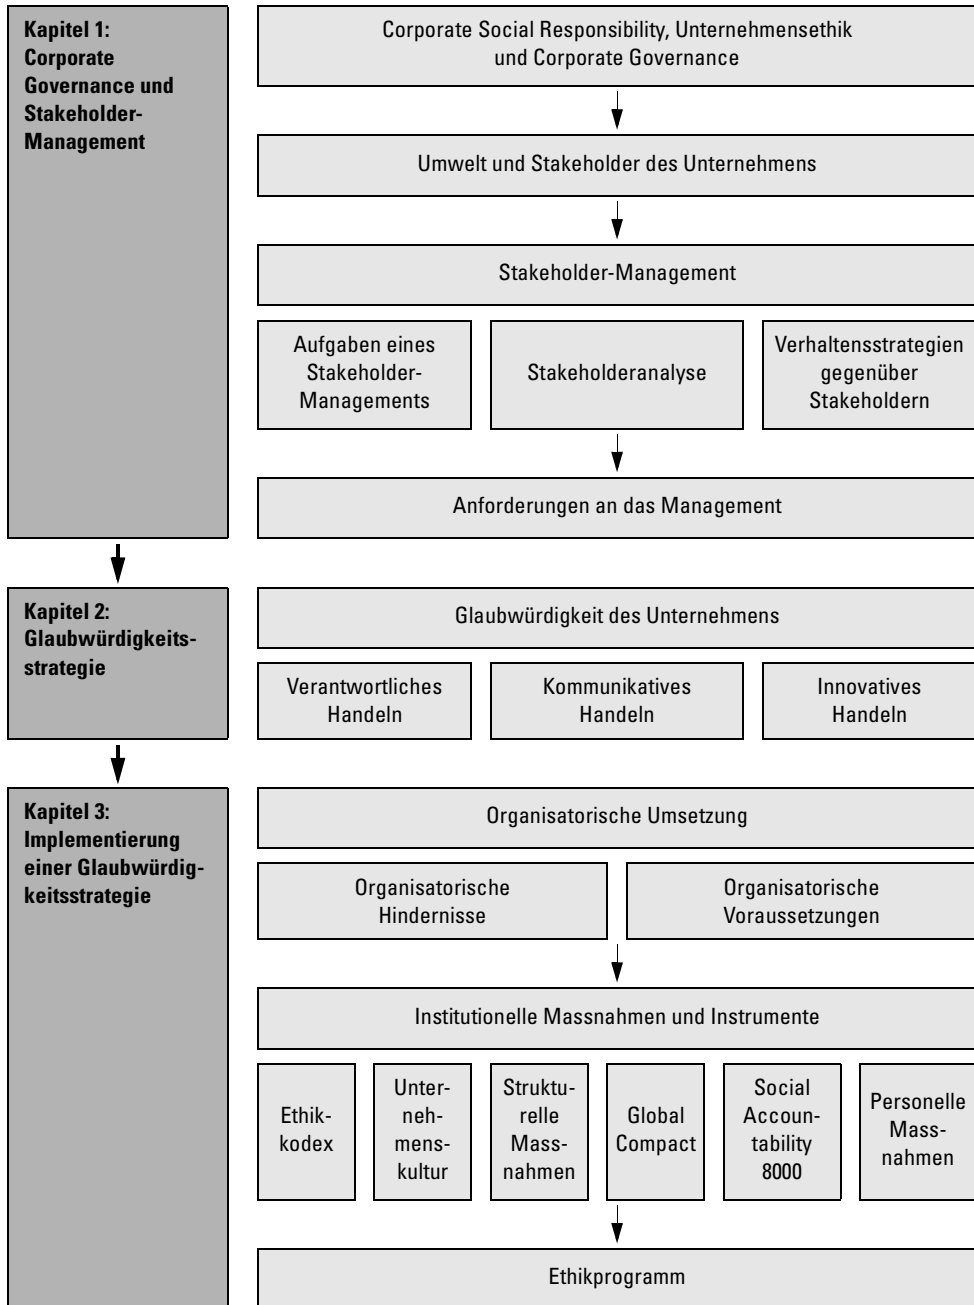 Kapitel 1:
Corporate
Governance und
Stakeholder-
Management
Corporate Social Responsibility, Unternehmensethik
und Corporate Governance
Umwelt und Stakeholder des Unternehmens
Stakeholder-Management
Aufgaben eines
Stakeholder-
Managements
Stakeholderanalyse
Verhaltensstrategien
gegenüber
Stakeholdern
Anforderungen an das Management
Kapitel 2:
Glaubwürdigkeits-
strategie
Glaubwürdigkeit des Unternehmens
Verantwortliches
Handeln
Kommunikatives
Handeln
Innovatives
Handeln
Kapitel 3:
Implementierung
einer Glaubwürdig-
keitsstrategie
Organisatorische Umsetzung
Organisatorische
Hindernisse
Organisatorische
Voraussetzungen
Institutionelle Massnahmen und Instrumente
Ethik-
kodex
Unter-
neh-
mens-
kultur
Struktu-
relle
Mass-
nahmen
Global
Compact
Social
Accoun-
tability
8000
Personelle
Mass-
nahmen
Ethikprogramm